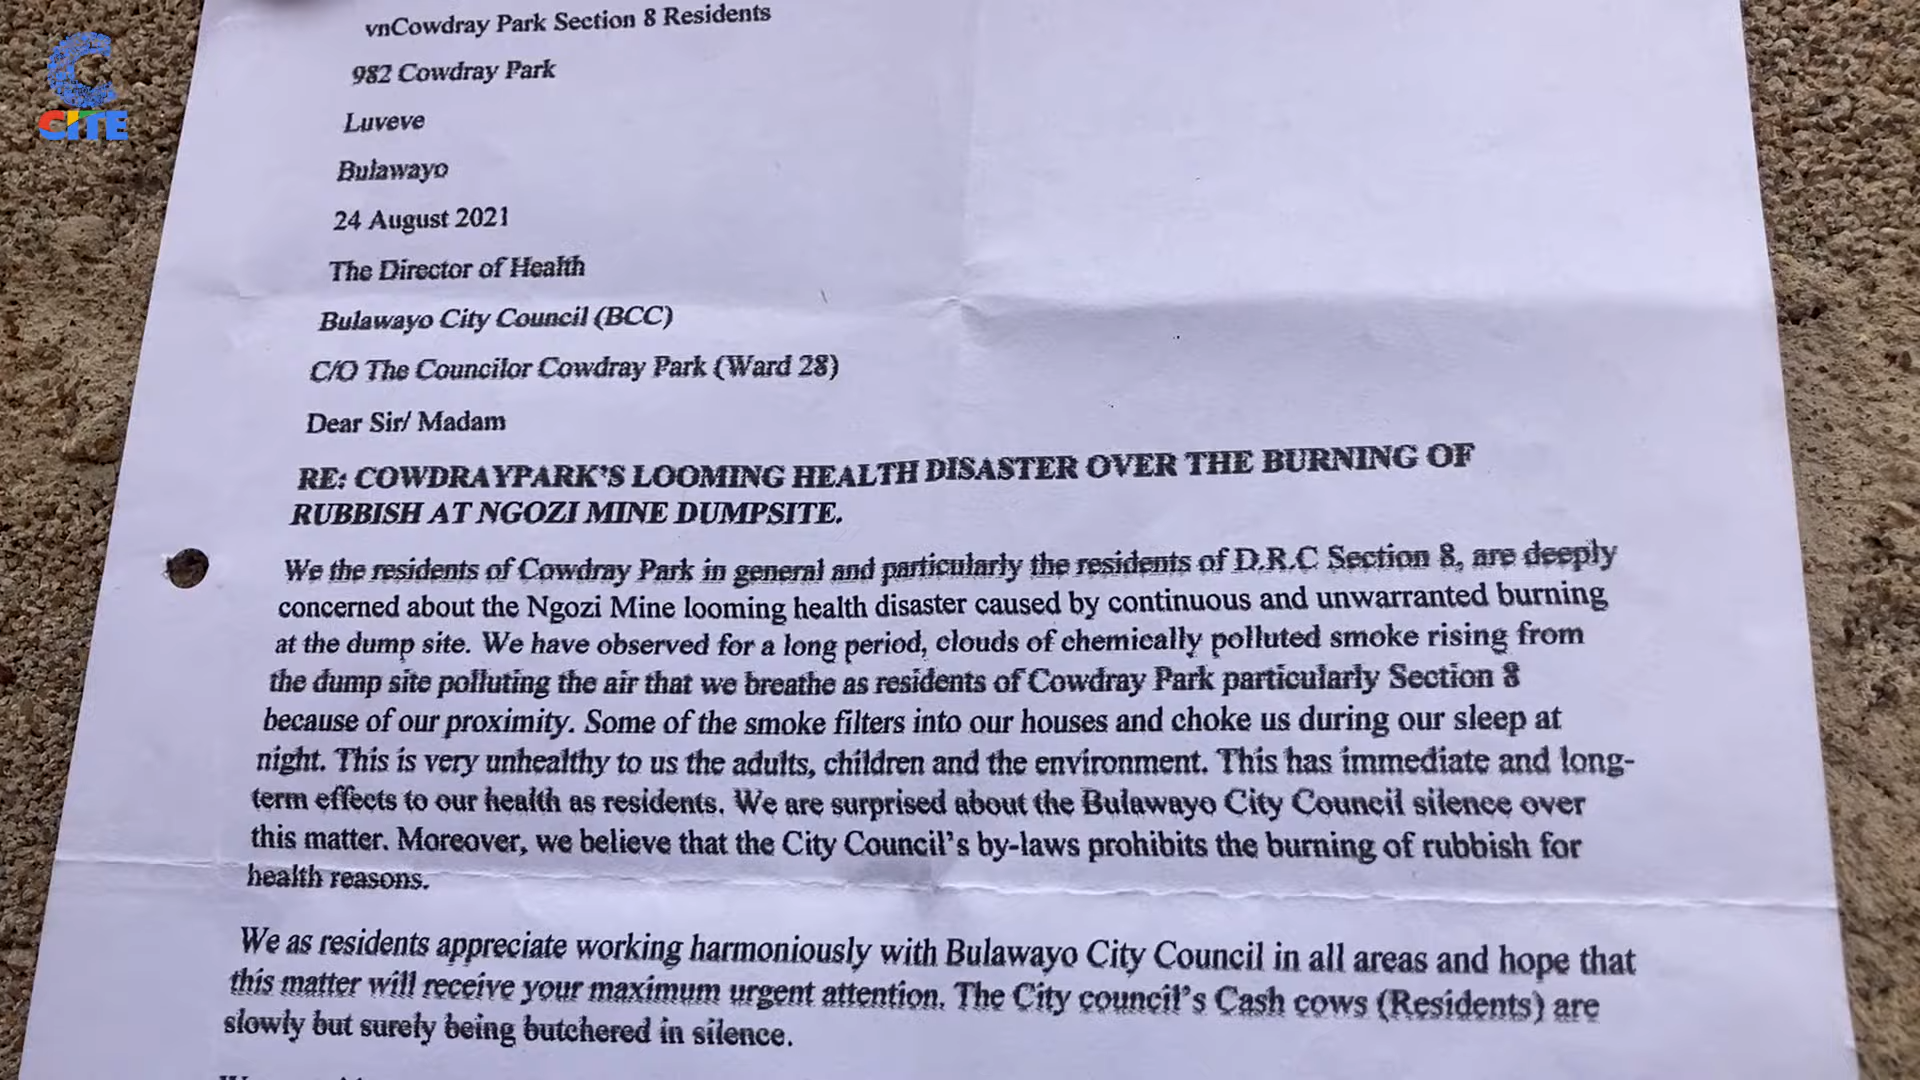 CITE
vnCowdray Park Section 8 Residents
982 Cowdray Park
Luveve
Bulawayo
24 August 2021
The Director of Health
Bulawayo City Council (BCC)
C/O The Councilor Cowdray Park (Ward 28)
Dear Sir/ Madam
RE: COWDRAYPARK'S LOOMING HEALTH DISASTER OVER THE BURNING OF
RUBBISH AT NGOZI MINE DUMPSITE.
We the residents of Cowdray Park in general and particularly the residents of D.R.C Section 8, are deeply
concerned about the Ngozi Mine looming health disaster caused by continuous and unwarranted burning
at the dump site. We have observed for a long period, clouds of chemically polluted smoke rising from
the dump site polluting the air that we breathe as residents of Cowdray Park particularly Section 8
because of our proximity. Some of the smoke filters into our houses and choke us during our sleep at
night. This is very unhealthy to us the adults, children and the environment. This has immediate and long-
term effects to our health as residents. We are surprised about the Bulawayo City Council silence over
this matter. Moreover, we believe that the City Council's by-laws prohibits the burning of rubbish for
health reasons.
We as residents appreciate working harmoniously with Bulawayo City Council in all areas and hope that
this matter will receive your maximum urgent attention. The City council's Cash cows (Residents) are
slowly but surely being butchered in silence.